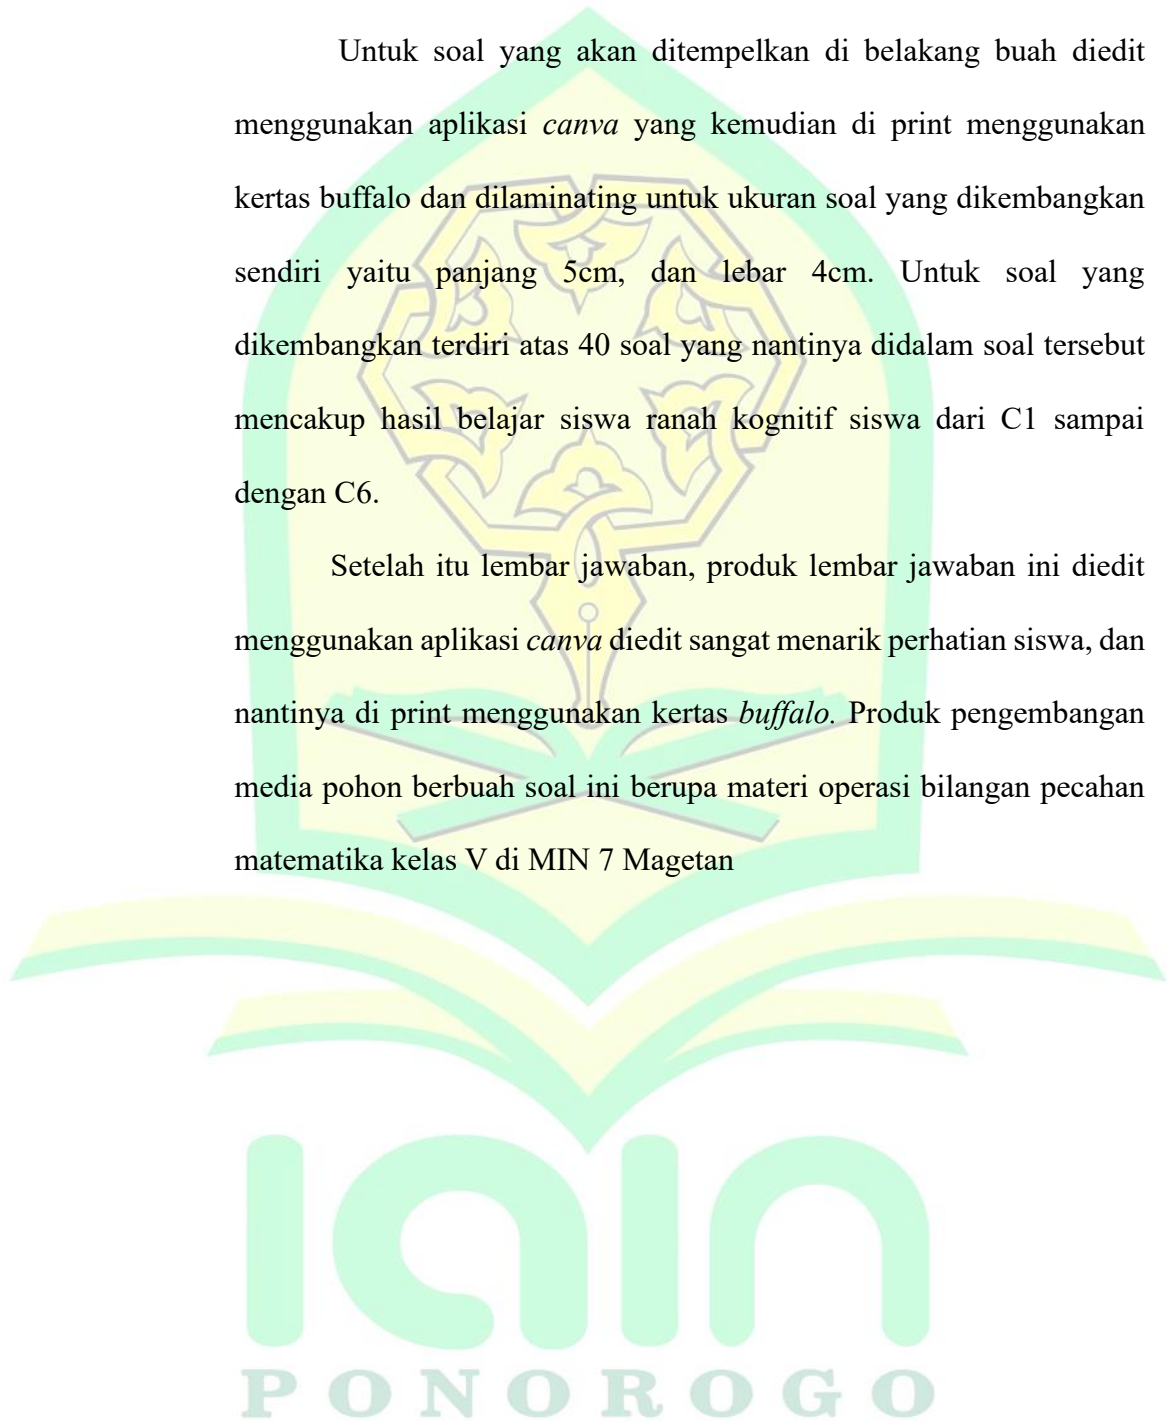 Untuk soal yang akan ditempelkan di belakang buah diedit
menggunakan aplikasi canva yang kemudian di print menggunakan
kertas buffalo dan dilaminating untuk ukuran soal yang dikembangkan
sendiri yaitu panjang 5cm, dan lebar 4cm. Untuk soal yang
dikembangkan terdiri atas 40 soal yang nantinya didalam soal tersebut
mencakup hasil belajar siswa ranah kognitif siswa dari C1 sampai
dengan C6.
Setelah itu lembar jawaban, produk lembar jawaban ini diedit
menggunakan aplikasi canva diedit sangat menarik perhatian siswa, dan
nantinya di print menggunakan kertas buffalo. Produk pengembangan
media pohon berbuah soal ini berupa materi operasi bilangan pecahan
matematika kelas V di MIN 7 Magetan
iain
PONOROGO